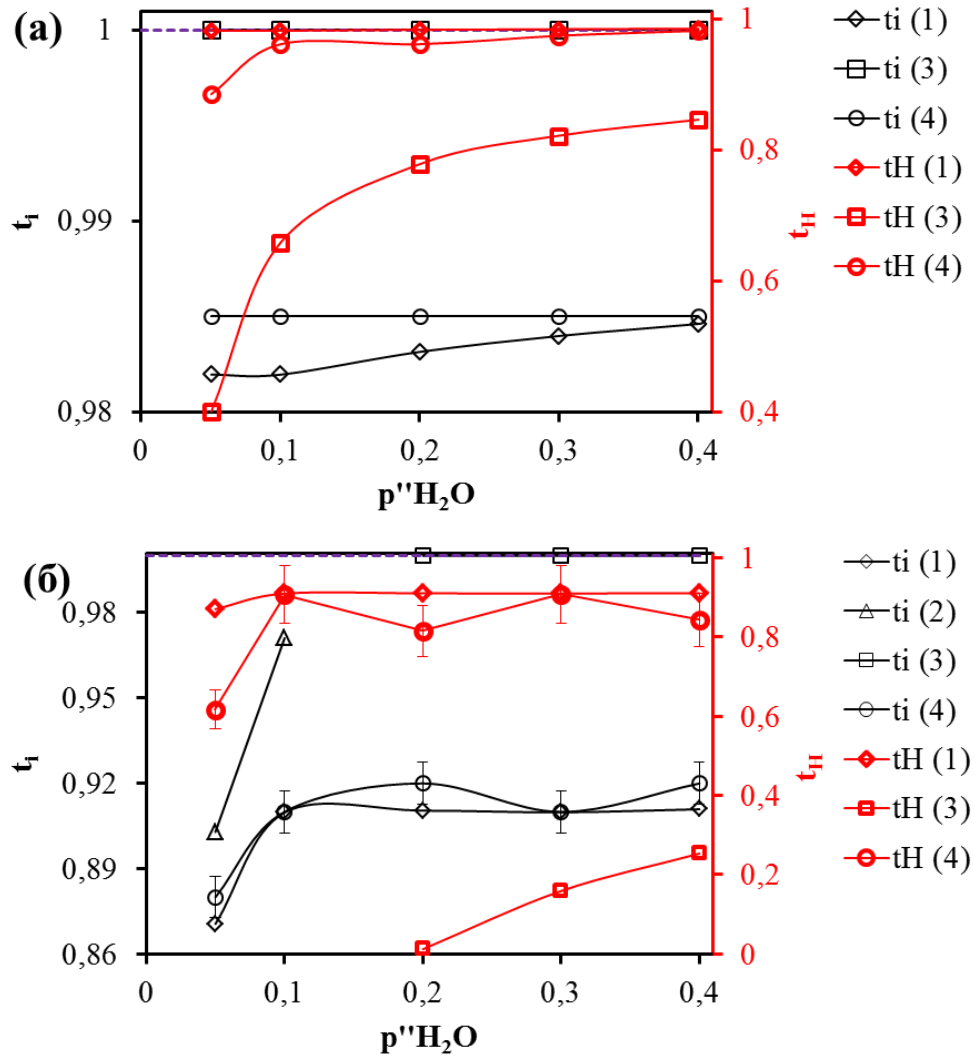 (а)
1
0,99
0,98
ti
0
0,1
0,2
0,3
0,4
p''H2O
1
0,8
0,6
0,4
tH
ti (1)
ti (3)
ti (4)
tH (1)
tH (3)
tH (4)
(б)
0,98
0,95
0,92
0,89
0,86
ti
0
0,1
0,2
0,3
0,4
p''H2O
1
0,8
0,6
0,4
0,2
0
tH
ti (1)
ti (2)
ti (3)
ti (4)
tH (1)
tH (3)
tH (4)